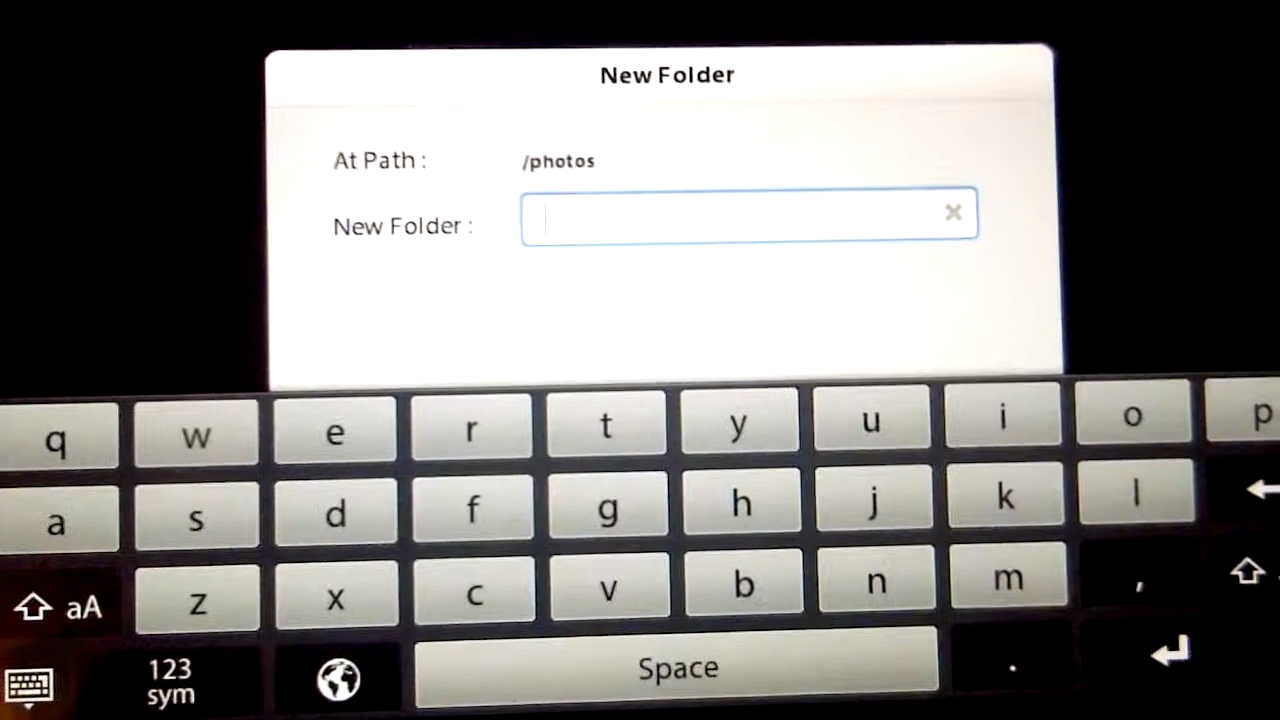 New Folder
At Path : /photos
New Folder :
q w e r t y u i o p
a s d f g h j k l
aA z x c v b n m ,
123
sym Space .